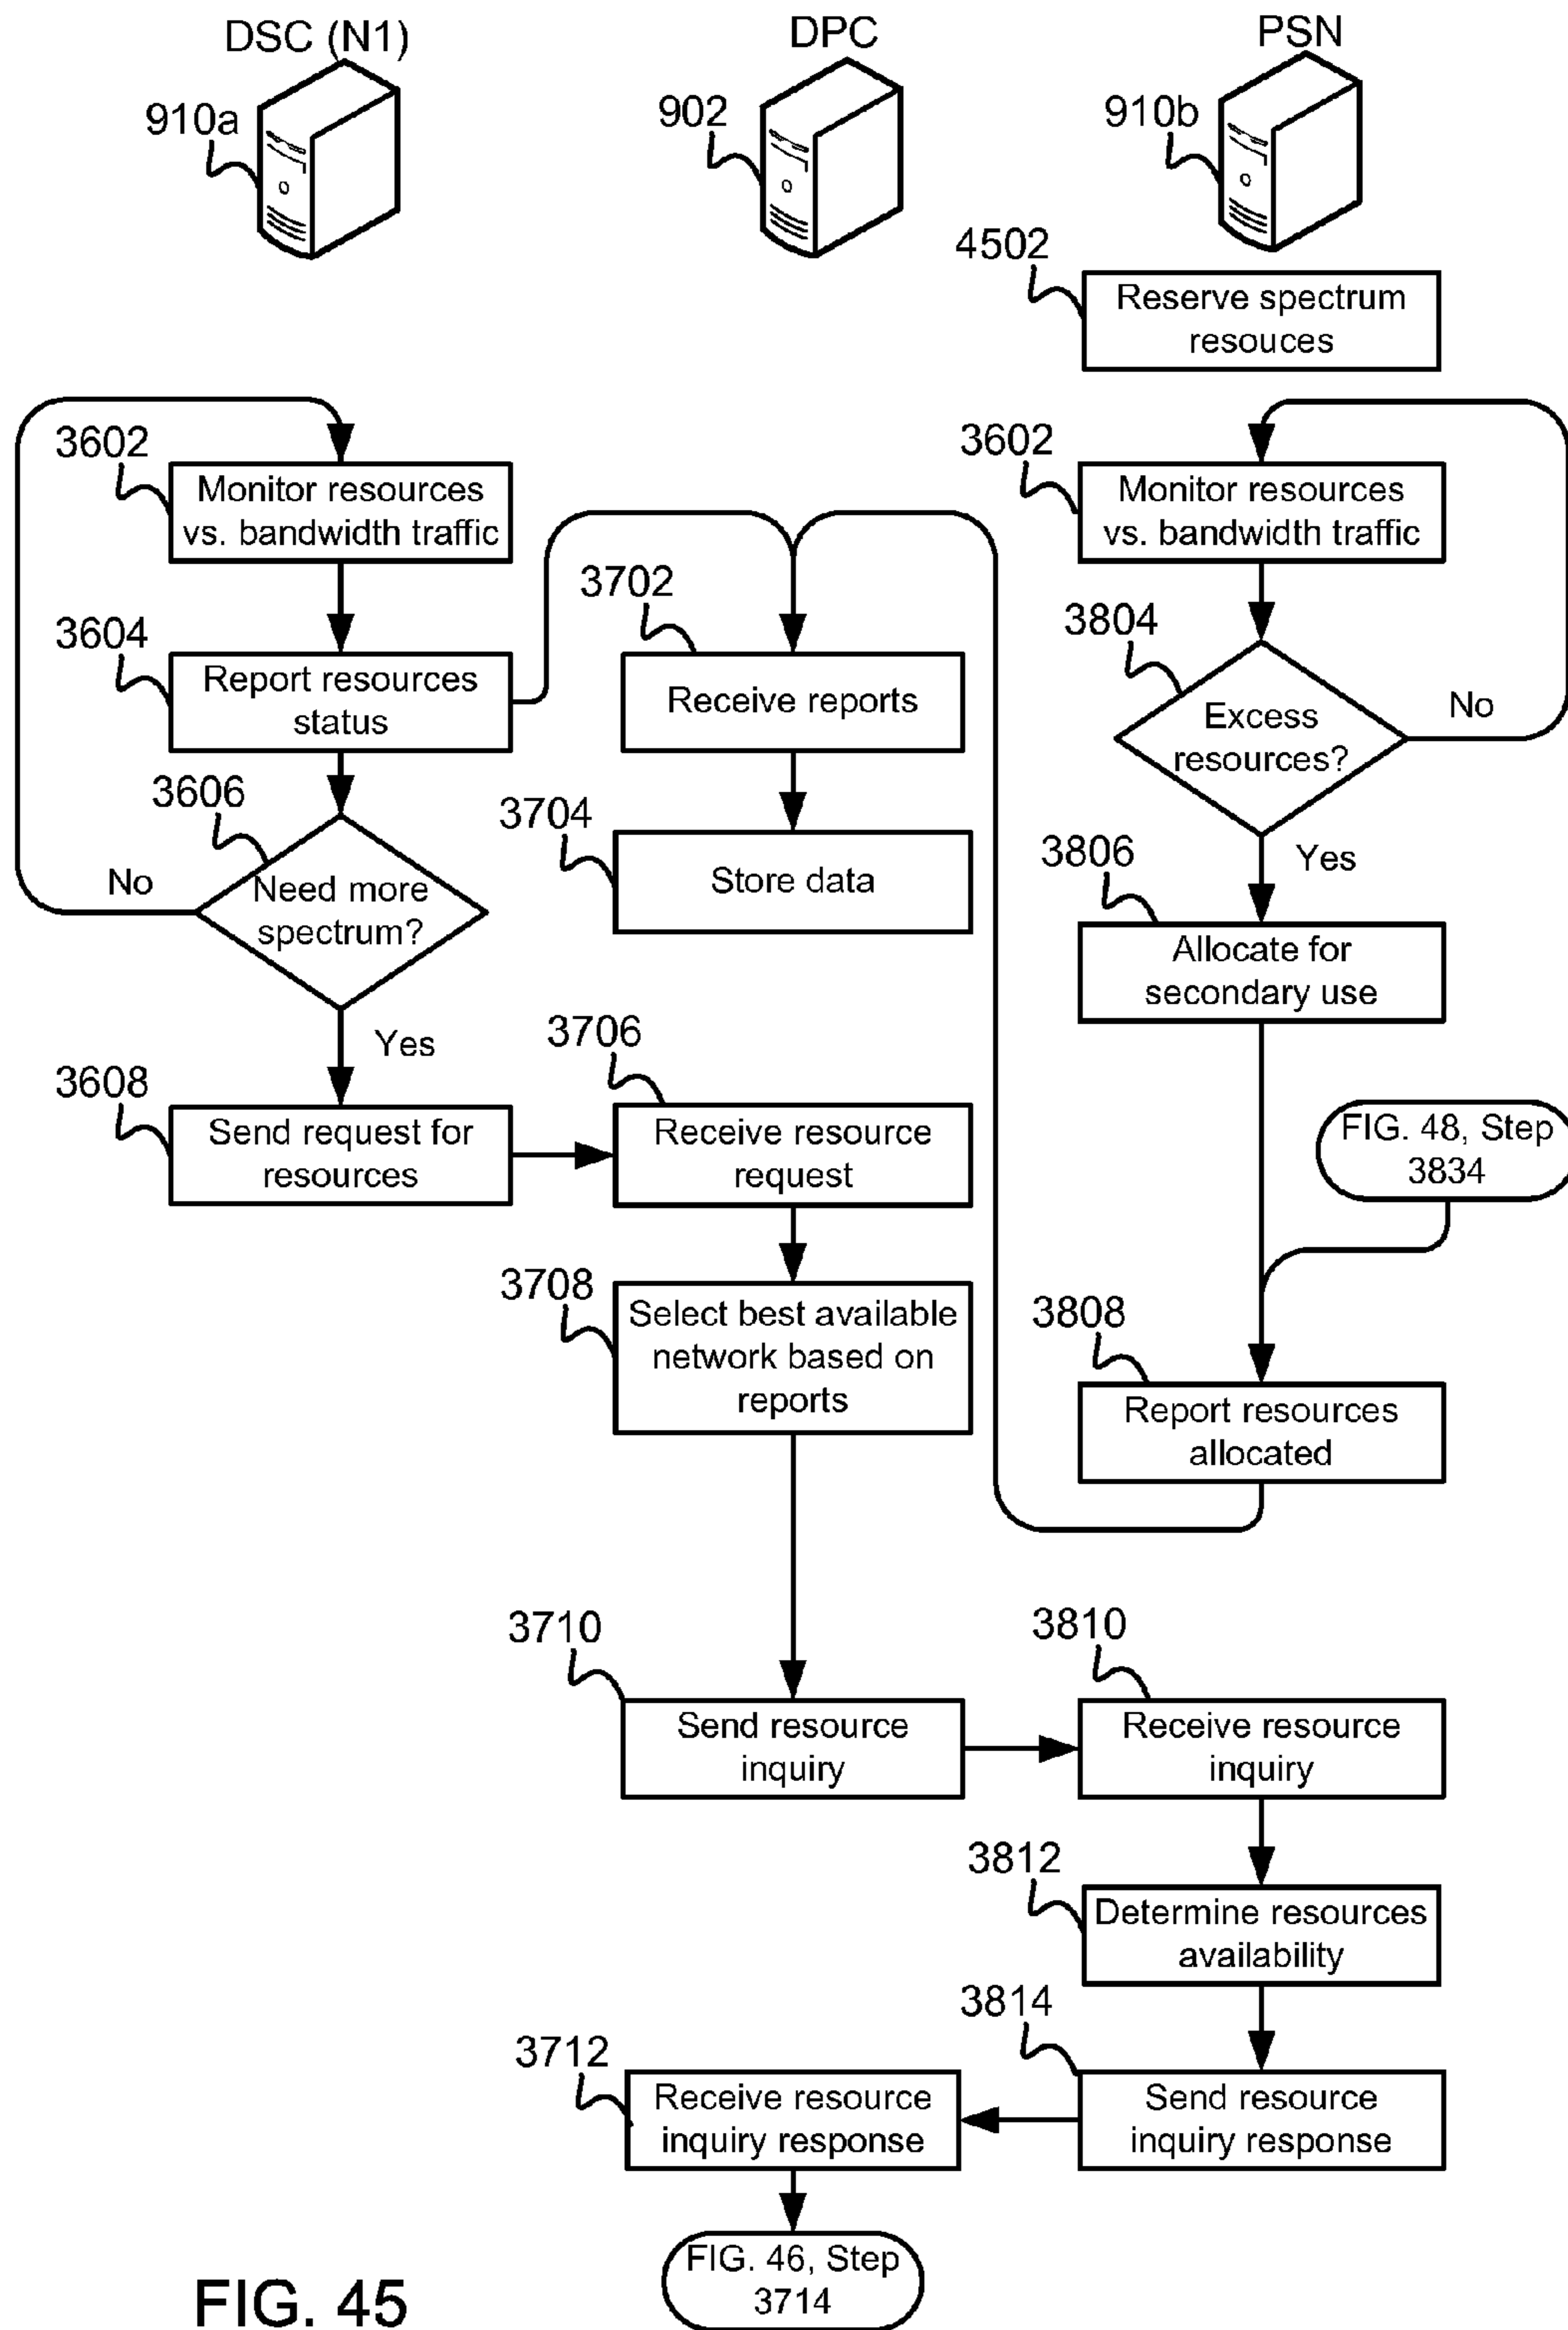 DSC (N1)
DPC
PSN
910a
902
910b
4502
Reserve spectrum
resouces
3602
Monitor resources
vs. bandwidth traffic
3602
Monitor resources
vs. bandwidth traffic
3604
Report resources
status
3702
Receive reports
3804
Excess
resources?
No
Yes
3606
Need more
spectrum?
No
Yes
3704
Store data
3806
Allocate for
secondary use
3608
Send request for
resources
3706
Receive resource
request
FIG. 48, Step
3834
3708
Select best available
network based on
reports
3808
Report resources
allocated
3710
Send resource
inquiry
3810
Receive resource
inquiry
3812
Determine resources
availability
3814
Send resource
inquiry response
3712
Receive resource
inquiry response
FIG. 46, Step
3714
FIG. 45